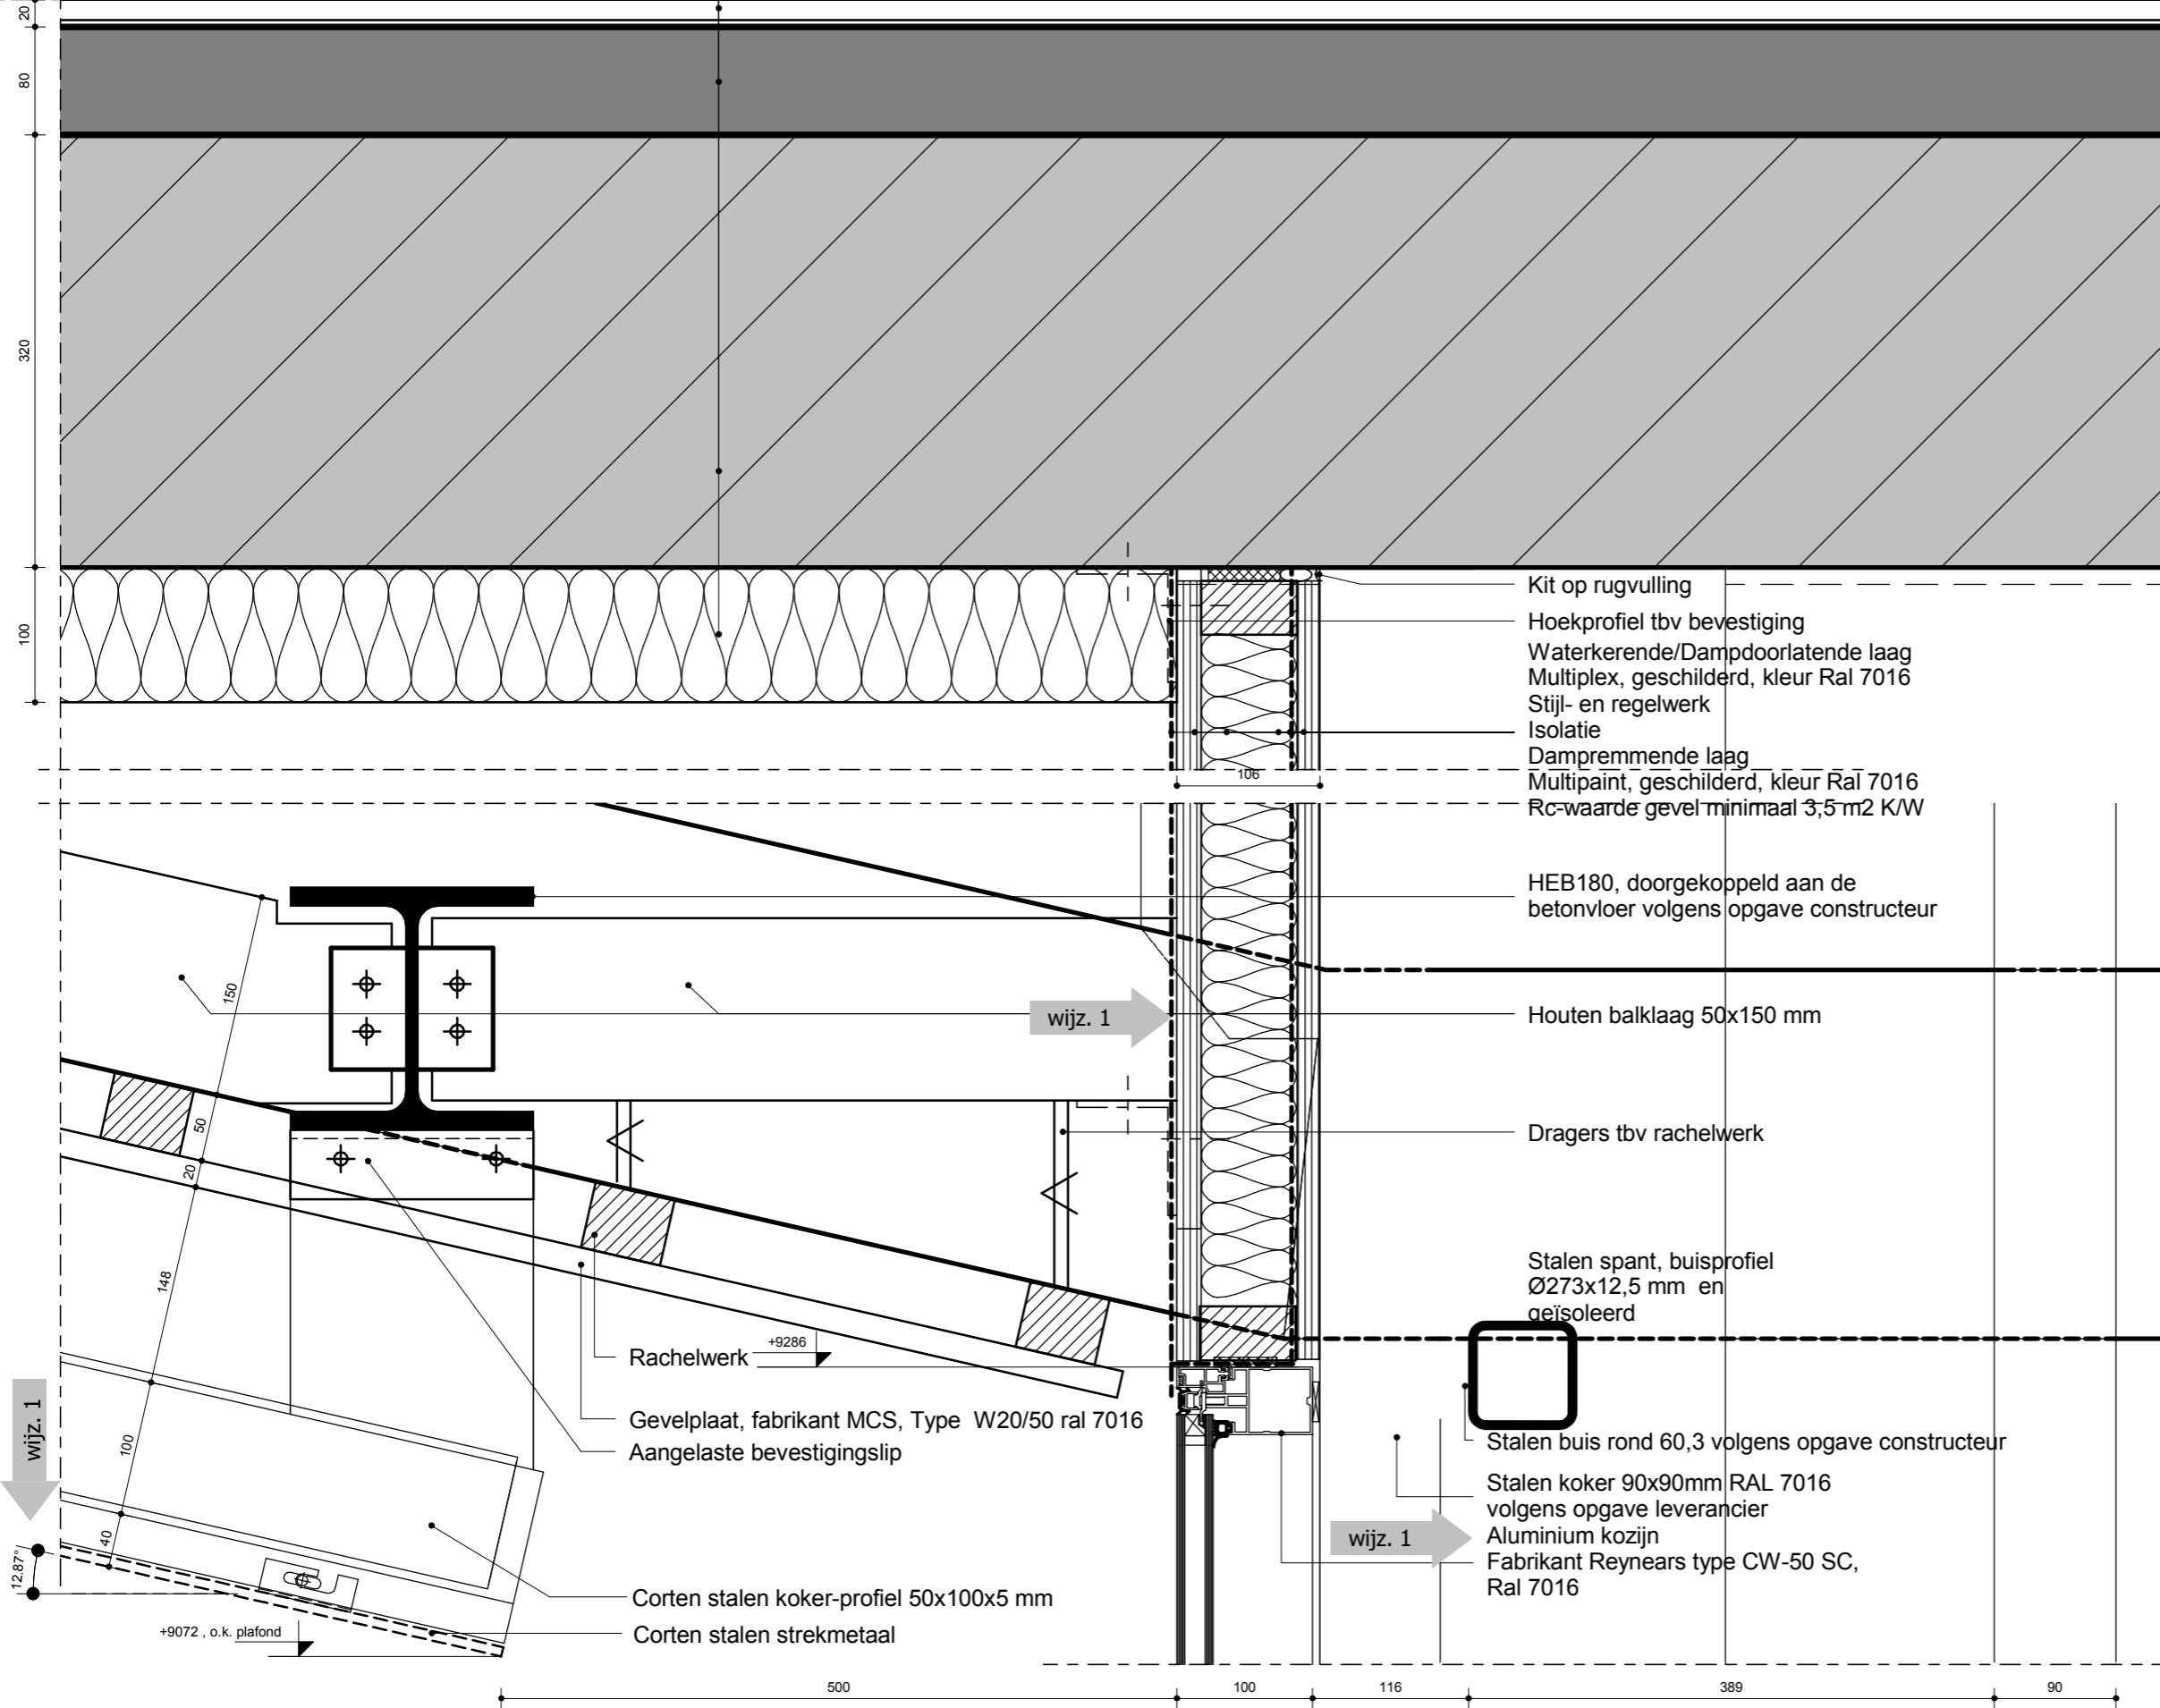 20
80
320
100
Kit op rugvulling
Hoekprofiel tbv bevestiging
Waterkerende/Dampdoorlatende laag
Multiplex, geschilderd, kleur Ral 7016
Stijl- en regelwerk
Isolatie
Dampremmende laag
Multipaint, geschilderd, kleur Ral 7016
Rc-waarde gevel minimaal 3,5 m2 K/W
106
HEB180, doorgekoppeld aan de
betonvloer volgens opgave constructeur
150
wijz. 1
Houten balklaag 50x150 mm
50
20
Dragers tbv rachelwerk
148
Stalen spant, buisprofiel
Ø273x12,5 mm en
geïsoleerd
+9286
Rachelwerk
Gevelplaat, fabrikant MCS, Type W20/50 ral 7016
Aangelaste bevestigingslip
wijz. 1
100
Stalen buis rond 60,3 volgens opgave constructeur
Stalen koker 90x90mm RAL 7016
volgens opgave leverancier
wijz. 1
Aluminium kozijn
Fabrikant Reynears type CW-50 SC,
Ral 7016
40
12.87°
Corten stalen koker-profiel 50x100x5 mm
+9072 , o.k. plafond
Corten stalen strekmetaal
500
100
116
389
90